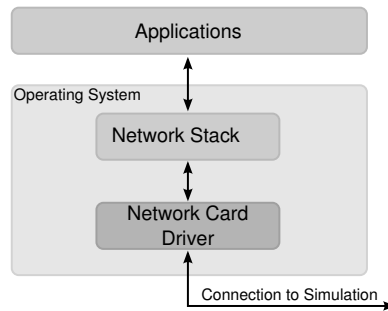 Applications
Operating System
Network Stack
Network Card
Driver
Connection to Simulation